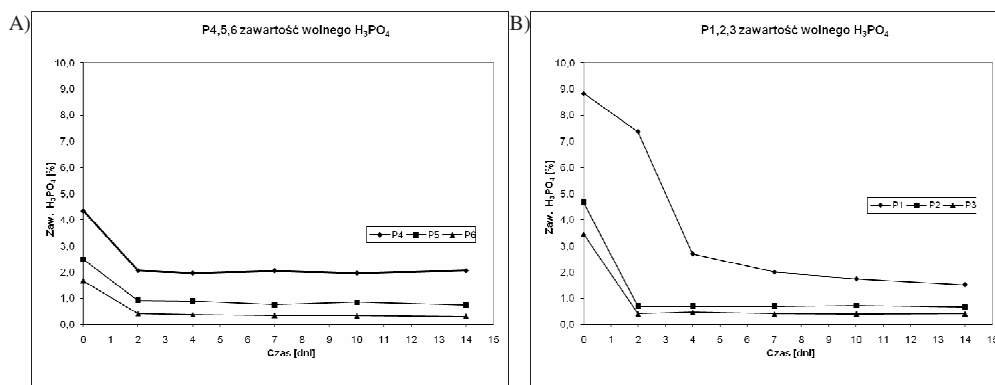 A)
P4,5,6 zawartość wolnego H₃PO₄
10,0
9,0
8,0
7,0
6,0
5,0
4,0
3,0
2,0
1,0
0,0
Zaw. H₃PO₄ [%]
P4 P5 P6
0 1 2 3 4 5 6 7 8 9 10 11 12 13 14 15
Czas [dni]
B)
P1,2,3 zawartość wolnego H₃PO₄
10,0
9,0
8,0
7,0
6,0
5,0
4,0
3,0
2,0
1,0
0,0
Zaw. H₃PO₄ [%]
P1 P2 P3
0 1 2 3 4 5 6 7 8 9 10 11 12 13 14 15
Czas [dni]